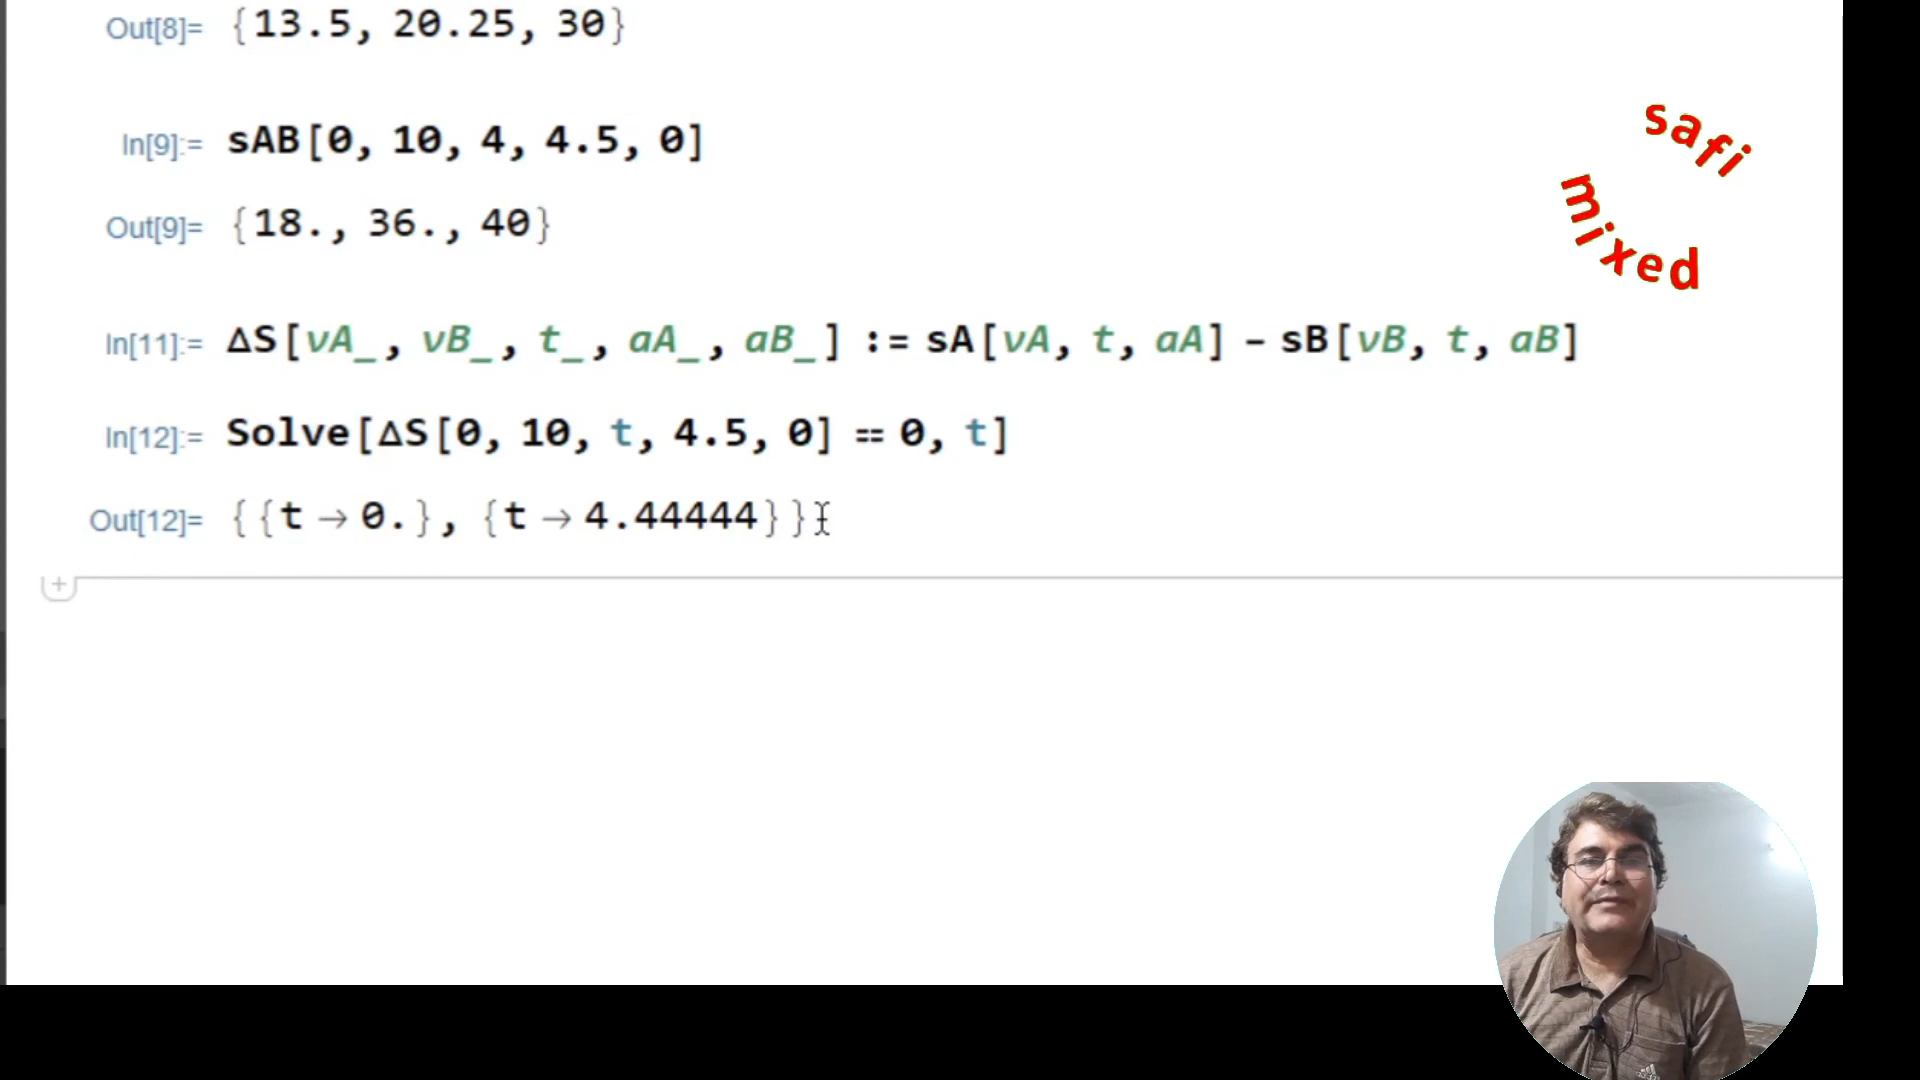 Out[8]= {13.5, 20.25, 30}
In[9]:= sAB[0, 10, 4, 4.5, 0]
Out[9]= {18., 36., 40}
In[11]:= ΔS[vA_, vB_, t_, aA_, aB_] := sA[vA, t, aA] - sB[vB, t, aB]
In[12]:= Solve[ΔS[0, 10, t, 4.5, 0] == 0, t]
Out[12]= {{t → 0.}, {t → 4.44444}}
safi
mixed